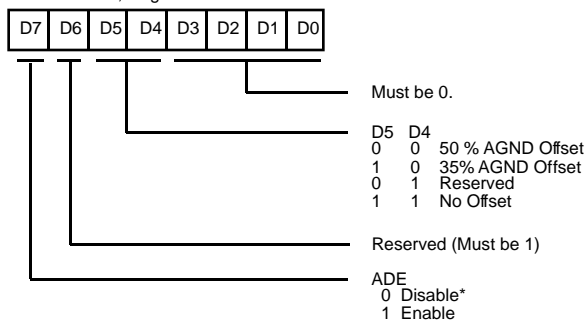 D7 D6 D5 D4 D3 D2 D1 D0
Must be 0.
D5 D4
0 0 50 % AGND Offset
1 0 35% AGND Offset
0 1 Reserved
1 1 No Offset
Reserved (Must be 1)
ADE
0 Disable*
1 Enable